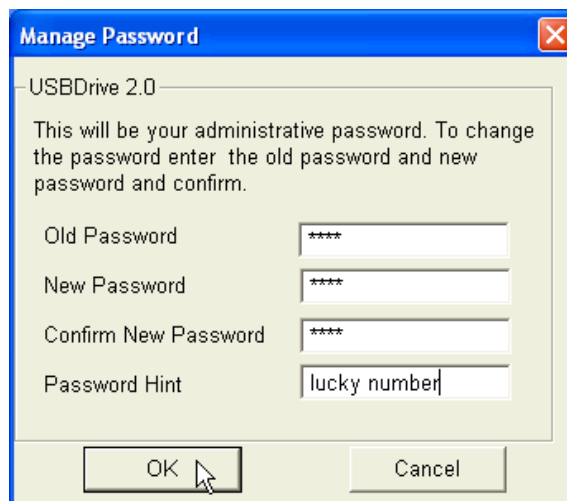 Manage Password
USBDrive 2.0
This will be your administrative password. To change
the password enter the old password and new
password and confirm.
Old Password ****
New Password ****
Confirm New Password ****
Password Hint lucky number
OK Cancel